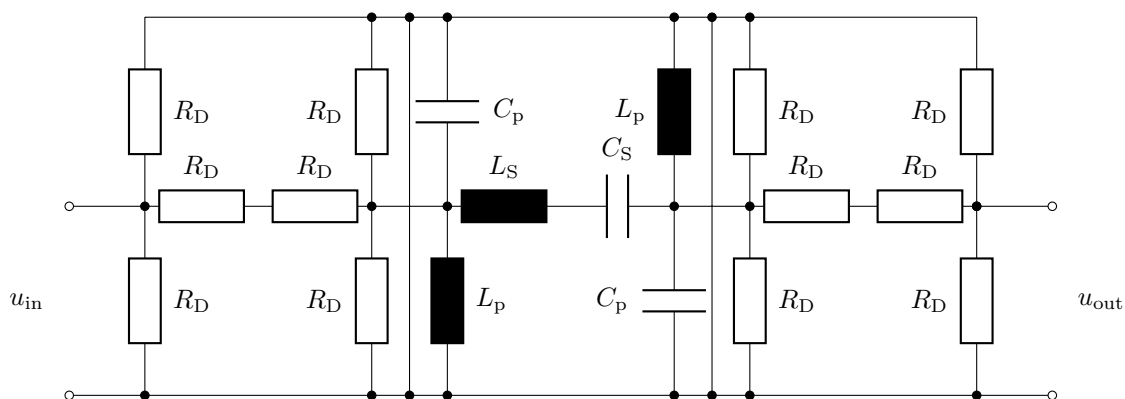 R_D R_D C_p L_p R_D R_D
C_S
R_D R_D L_S R_D R_D
u_in R_D R_D L_p C_p R_D R_D u_out